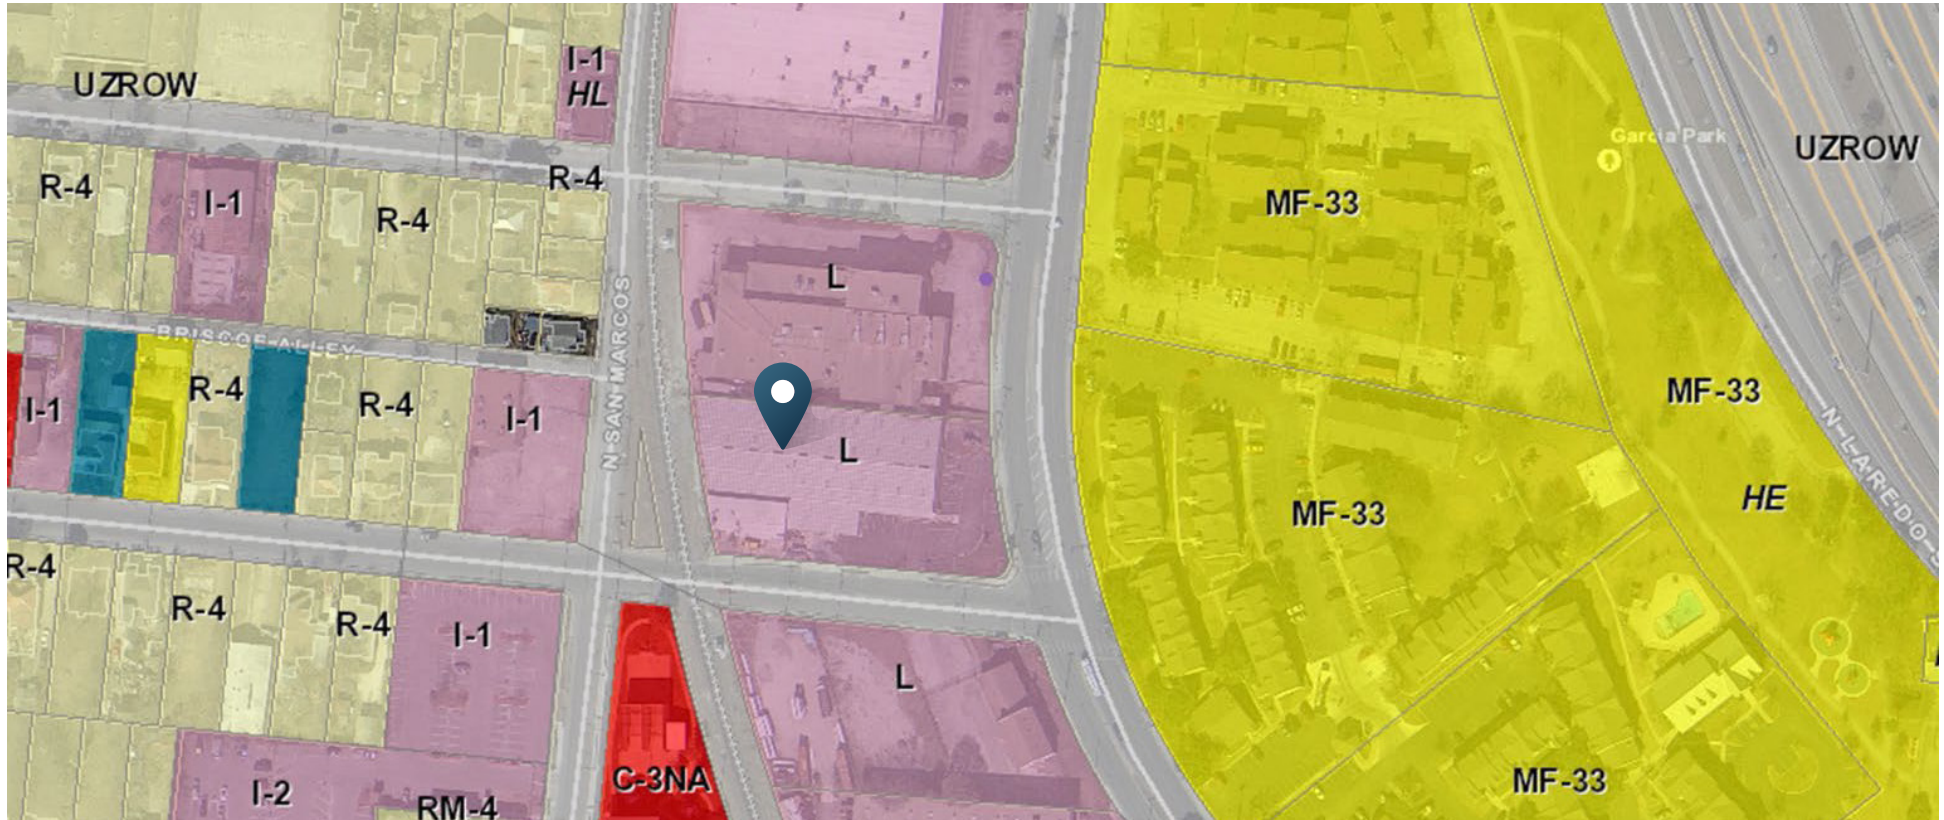 I-1
HL
UZROW
Garcia Park
UZROW
R-4
R-4
I-1
R-4
MF-33
L
N SAN MARCOS
BRISCOE ALLEY
R-4
I-1
R-4
I-1
L
MF-33
N LAREDO S
HE
MF-33
R-4
R-4
R-4
I-1
L
C-3NA
I-2
RM-4
MF-33